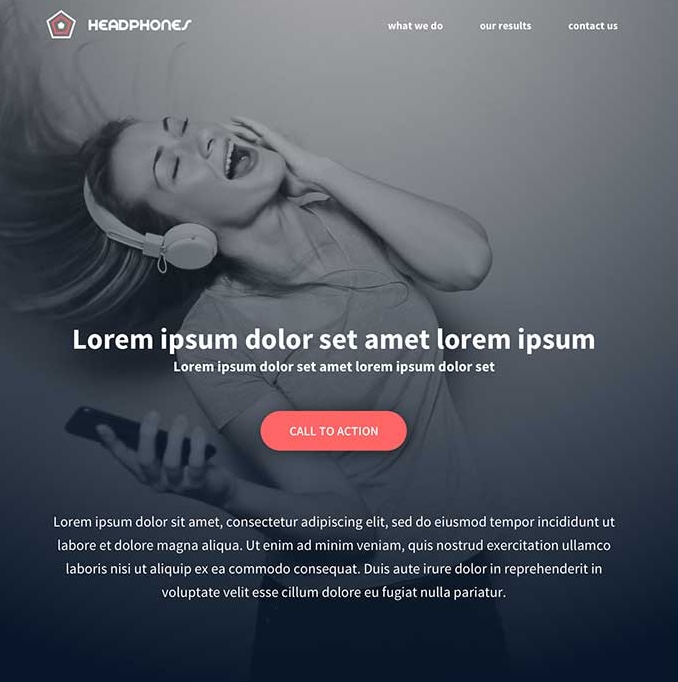 HEADPHONES
what we do our results contact us
Lorem ipsum dolor set amet lorem ipsum
Lorem ipsum dolor set amet lorem ipsum dolor set
CALL TO ACTION
Lorem ipsum dolor sit amet, consectetur adipiscing elit, sed do eiusmod tempor incididunt ut
labore et dolore magna aliqua. Ut enim ad minim veniam, quis nostrud exercitation ullamco
laboris nisi ut aliquip ex ea commodo consequat. Duis aute irure dolor in reprehenderit in
voluptate velit esse cillum dolore eu fugiat nulla pariatur.